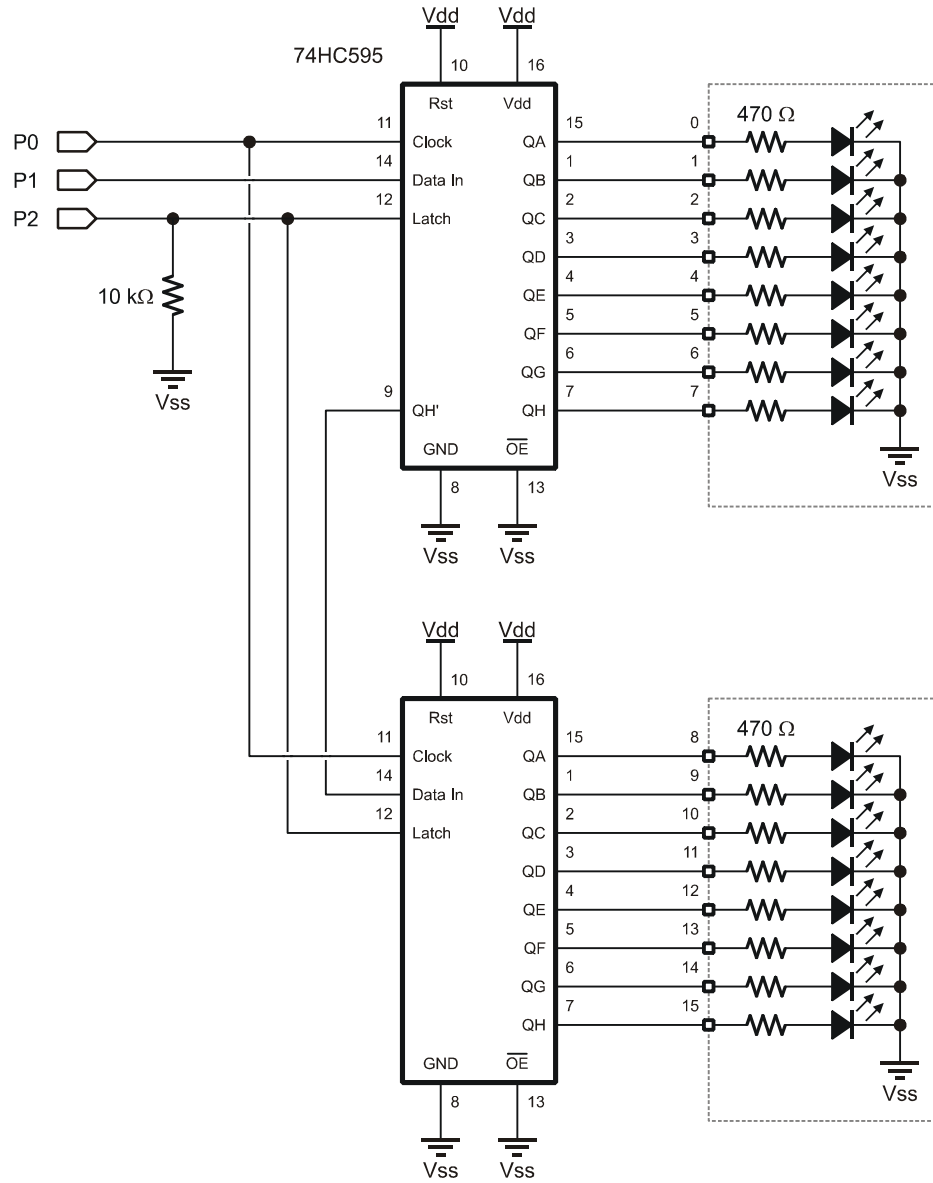 Vdd Vdd
74HC595
10 16
Rst Vdd
470 Ω
P0 11 Clock QA 15 0
P1 14 Data In QB 1 1
P2 12 Latch QC 2 2
QD 3 3
10 kΩ QE 4 4
QF 5 5
Vss QG 6 6
9 QH' QH 7 7
GND OE
8 13
Vss Vss
Vss
Vdd Vdd
10 16
Rst Vdd
470 Ω
11 Clock QA 15 8
14 Data In QB 1 9
12 Latch QC 2 10
QD 3 11
QE 4 12
QF 5 13
QG 6 14
QH 7 15
GND OE
8 13
Vss Vss
Vss